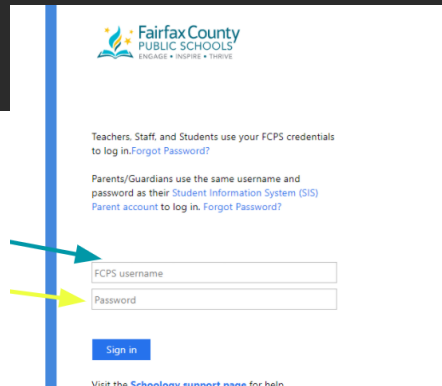 Fairfax County
PUBLIC SCHOOLS
ENGAGE • INSPIRE • THRIVE
Teachers, Staff, and Students use your FCPS credentials
to log in.Forgot Password?
Parents/Guardians use the same username and
password as their Student Information System (SIS)
Parent account to log in. Forgot Password?
FCPS username
Password
Sign in
Visit the Schoology support page for help